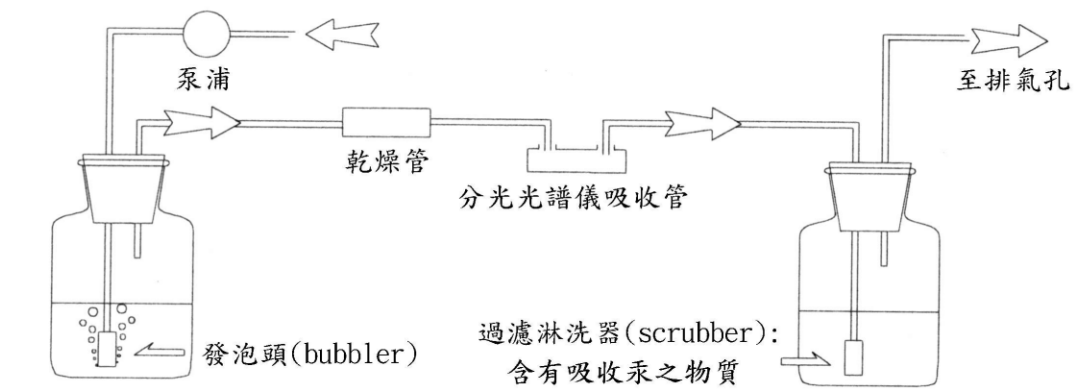 泵浦
至排氣孔
乾燥管
分光光譜儀吸收管
發泡頭(bubbler)
過濾淋洗器(scrubber):
含有吸收汞之物質